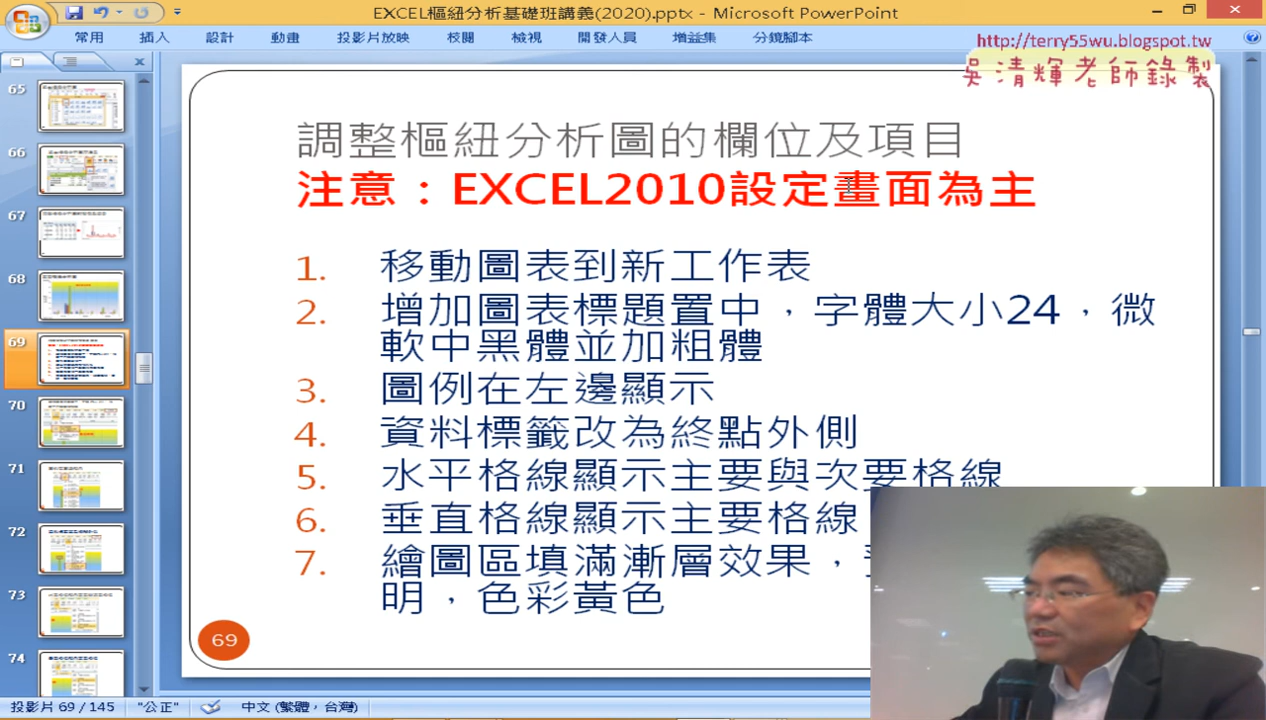 EXCEL樞紐分析基礎班講義(2020).pptx - Microsoft PowerPoint
常用 插入 設計 動畫 投影片放映 校閱 檢視 開發人員 增益集 分鏡腳本
http://terry55wu.blogspot.tw
吳清輝老師錄製
調整樞紐分析圖的欄位及項目
注意：EXCEL2010設定畫面為主
1. 移動圖表到新工作表
2. 增加圖表標題置中，字體大小24，微
軟中黑體並加粗體
3. 圖例在左邊顯示
4. 資料標籤改為終點外側
5. 水平格線顯示主要與次要格線
6. 垂直格線顯示主要格線
7. 繪圖區填滿漸層效果，
明，色彩黃色
69
65
66
67
68
69
70
71
72
73
74
投影片 69 / 145 "公正" 中文 (繁體，台灣)